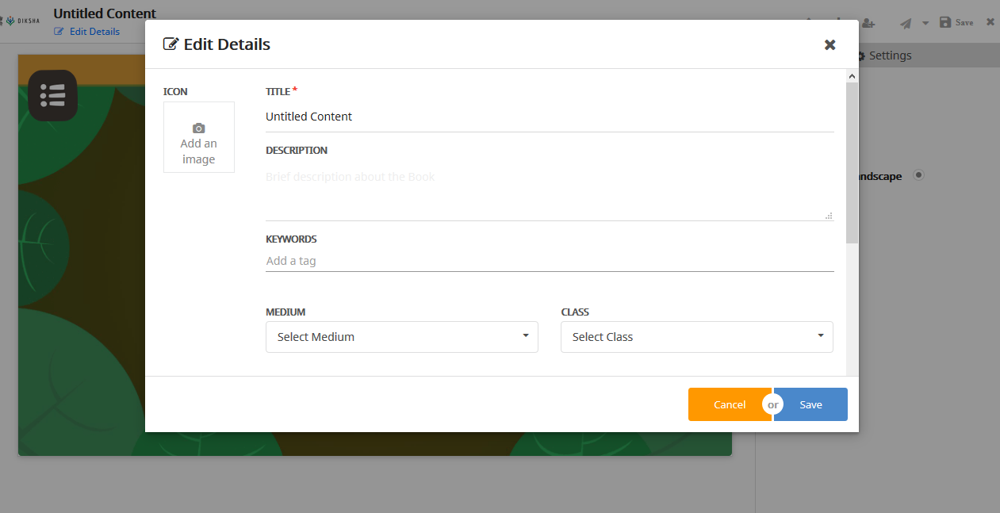 DIKSHA
Untitled Content
Edit Details
Save
Settings
Edit Details
ICON
Add an
image
TITLE *
Untitled Content
DESCRIPTION
Brief description about the Book
KEYWORDS
Add a tag
MEDIUM
CLASS
Select Medium
Select Class
ndscape
Cancel
or
Save